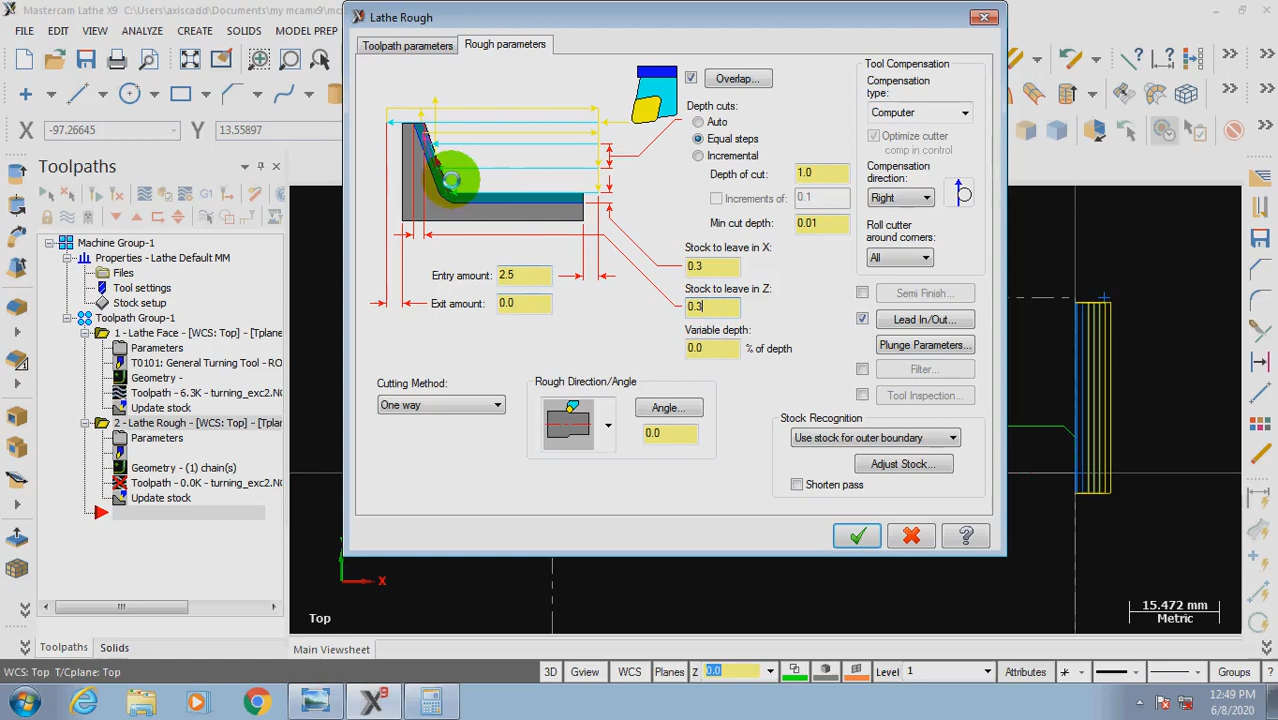 Mastercam Lathe X9 C:\Users\axiscadd\Documents\my mcamx9\mcamx9
Lathe Rough
FILE EDIT VIEW ANALYZE CREATE SOLIDS MODEL PREP
Toolpath parameters Rough parameters
X -97.26645 Y 13.55897
Toolpaths
Machine Group-1
Properties - Lathe Default MM
Files
Tool settings
Stock setup
Toolpath Group-1
1 - Lathe Face - [WCS: Top] - [Tplane
Parameters
T0101: General Turning Tool - RO
Geometry -
Toolpath - 6.3K - turning_exc2.NC
Update stock
2 - Lathe Rough - [WCS: Top] - [Tplane
Parameters
Geometry - (1) chain(s)
Toolpath - 0.0K - turning_exc2.NC
Update stock
Toolpaths Solids
Overlap...
Depth cuts:
Auto
Equal steps
Incremental
Depth of cut: 1.0
Increments of: 0.1
Min cut depth: 0.01
Stock to leave in X:
0.3
Stock to leave in Z:
0.3
Variable depth:
0.0 % of depth
Entry amount: 2.5
Exit amount: 0.0
Cutting Method:
One way
Rough Direction/Angle
Angle...
0.0
Tool Compensation
Compensation
type:
Computer
Optimize cutter
comp in control
Compensation
direction:
Right
Roll cutter
around corners:
All
Semi Finish...
Lead In/Out...
Plunge Parameters...
Filter...
Tool Inspection...
Stock Recognition
Use stock for outer boundary
Adjust Stock...
Shorten pass
X
Top
15.472 mm
Metric
Main Viewsheet
WCS: Top T/Cplane: Top
3D Gview WCS Planes Z 0.0 Level 1 Attributes Groups ?
12:49 PM
6/8/2020